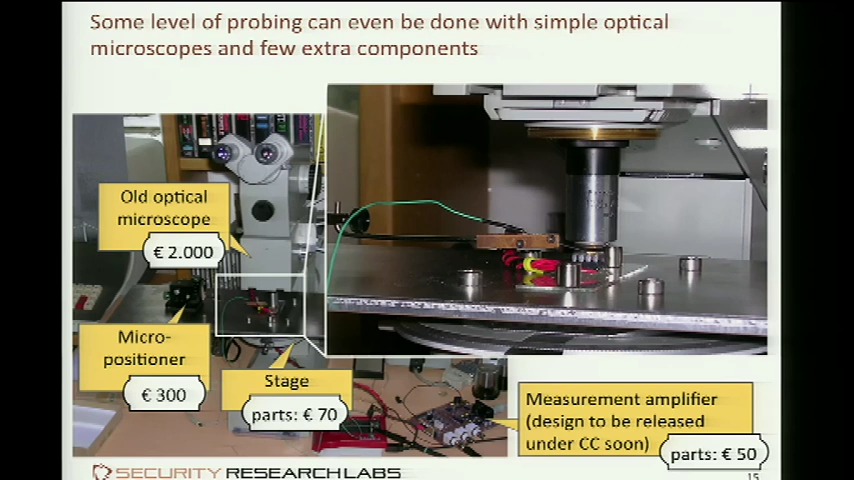 Some level of probing can even be done with simple optical
microscopes and few extra components
Old optical
microscope
€ 2.000
Micro-
positioner
€ 300
Stage
parts: € 70
Measurement amplifier
(design to be released
under CC soon)
parts: € 50
SECURITY RESEARCH LABS
15